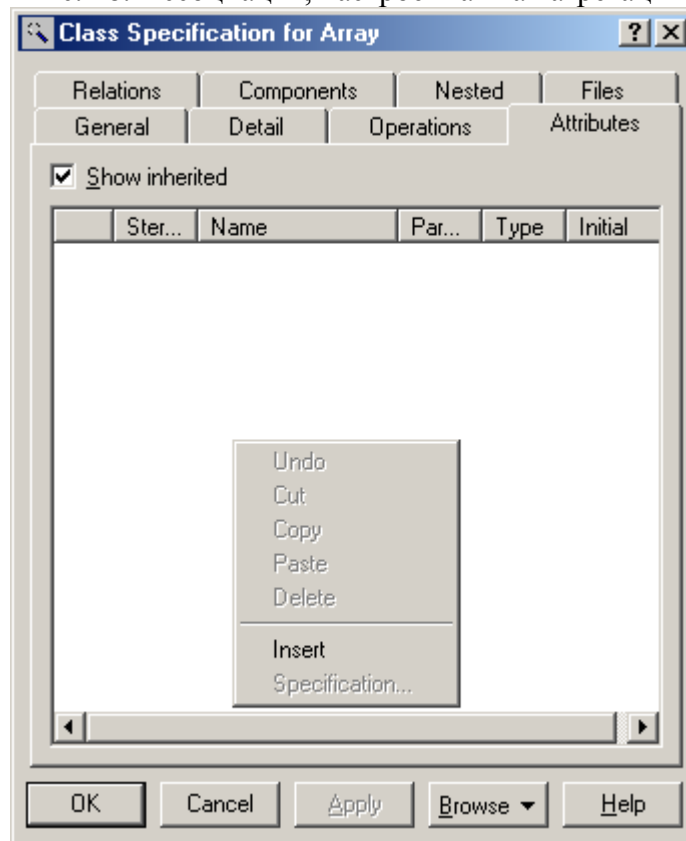 Class Specification for Array
Relations Components Nested Files
General Detail Operations Attributes
Show inherited
Ster... Name Par... Type Initial
Undo
Cut
Copy
Paste
Delete
Insert
Specification...
OK Cancel Apply Browse Help